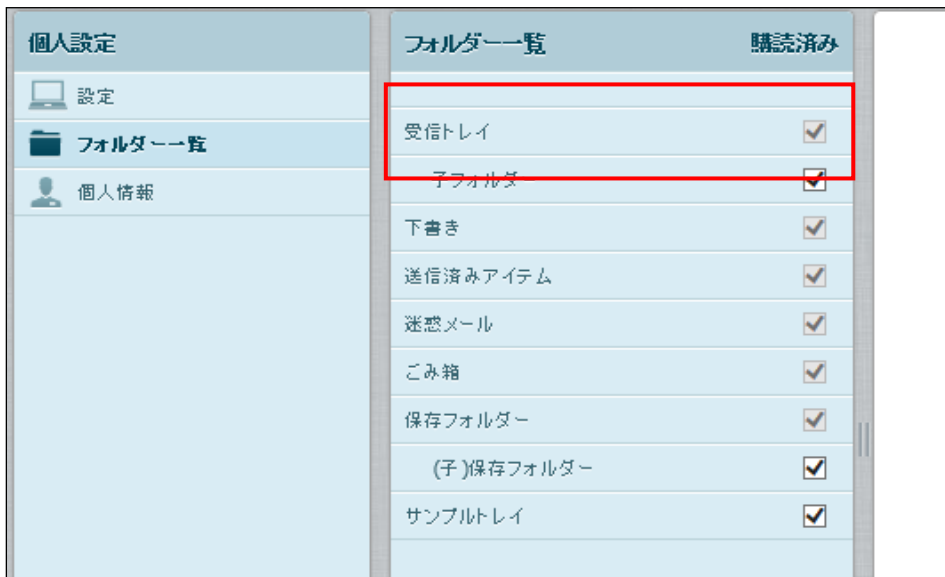 個人設定
設定
フォルダー一覧
個人情報
フォルダー一覧 購読済み
受信トレイ
子フォルダー
下書き
送信済みアイテム
迷惑メール
ごみ箱
保存フォルダー
(子)保存フォルダー
サンプルトレイ